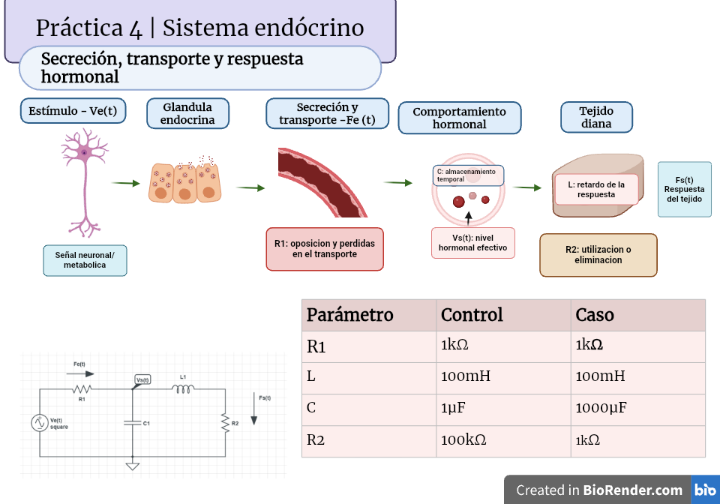 Práctica 4 | Sistema endócrino
Secreción, transporte y respuesta
hormonal
Estímulo - Ve(t)
Glandula
endocrina
Secreción y
transporte -Fe (t)
Comportamiento
hormonal
Tejido
diana
C: almacenamiento
temporal
L: retardo de la
respuesta
Fs(t)
Respuesta
del tejido
Señal neuronal/
metabolica
R1: oposicion y perdidas
en el transporte
Vs(t): nivel
hormonal efectivo
R2: utilizacion o
eliminacion
Parámetro Control Caso
R1 1kΩ 1kΩ
L 100mH 100mH
C 1µF 1000µF
R2 100kΩ 1kΩ
Fe(t)
Vs(t)
L1
R1
Fs(t)
Ve(t)
square
C1
R2
Created in BioRender.com bio